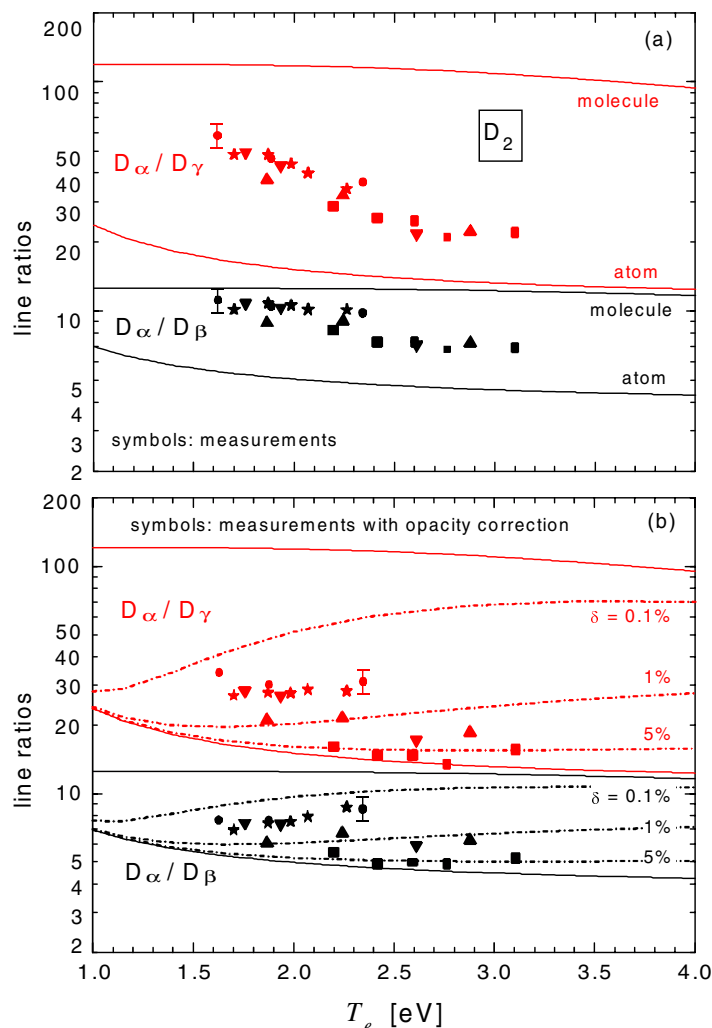 200
(a)
100
molecule
D₂
Dα / Dγ
50
40
30
20
atom
molecule
10
Dα / Dβ
5
atom
4
3
symbols: measurements
2
line ratios
200
symbols: measurements with opacity correction
(b)
100
Dα / Dγ
δ = 0.1%
50
40
1%
30
20
5%
10
δ = 0.1%
1%
5
5%
4
Dα / Dβ
3
2
line ratios
1.0 1.5 2.0 2.5 3.0 3.5 4.0
Tₑ [eV]